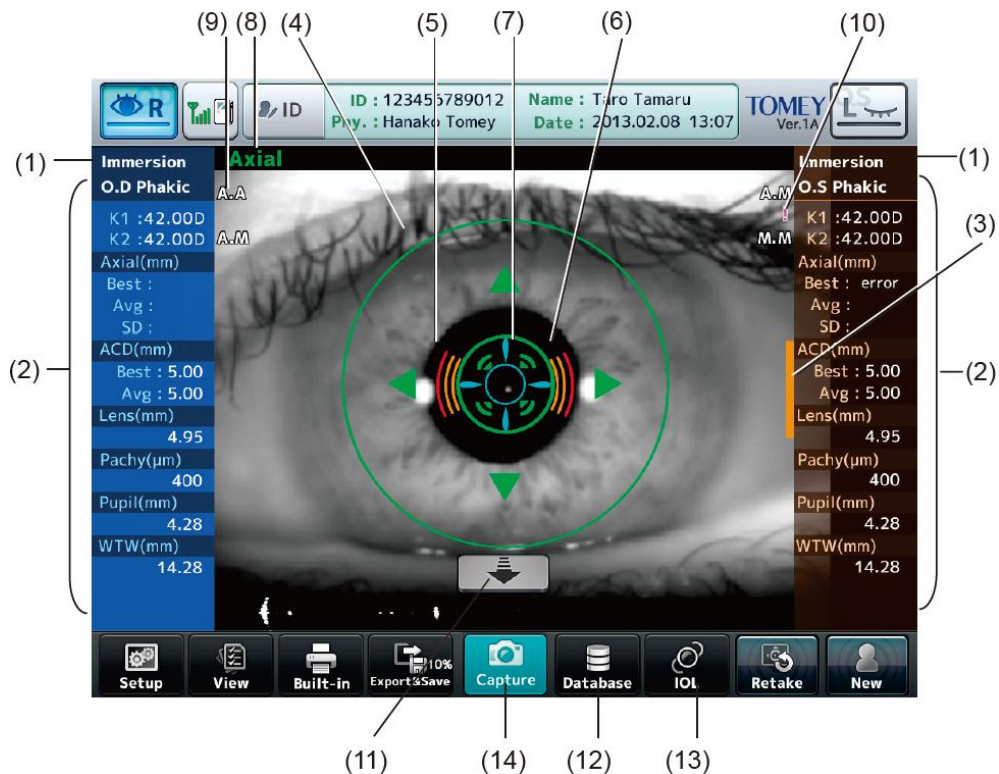 (9) (8) (4) (5) (7) (6) (10)
R
ID
ID : 123456789012 Name : Taro Tamaru
Phy. : Hanako Tomey Date : 2013.02.08 13:07
TOMEY
Ver.1A
L
(1) Immersion
O.D Phakic
K1 :42.00D
K2 :42.00D
Axial(mm)
Best :
Avg :
SD :
ACD(mm)
Best : 5.00
Avg : 5.00
Lens(mm)
4.95
Pachy(μm)
400
Pupil(mm)
4.28
WTW(mm)
14.28
(2)
Axial
A.A
A.M
A.M
!
M.M
Immersion (1)
O.S Phakic
K1 :42.00D
K2 :42.00D
Axial(mm)
Best : error
Avg :
SD :
ACD(mm)
Best : 5.00
Avg : 5.00
Lens(mm)
4.95
Pachy(μm)
400
Pupil(mm)
4.28
WTW(mm)
14.28
(3)
(2)
Setup
View
Built-in
10%
Export&Save
Capture
Database
IOL
Retake
New
(11) (14) (12) (13)